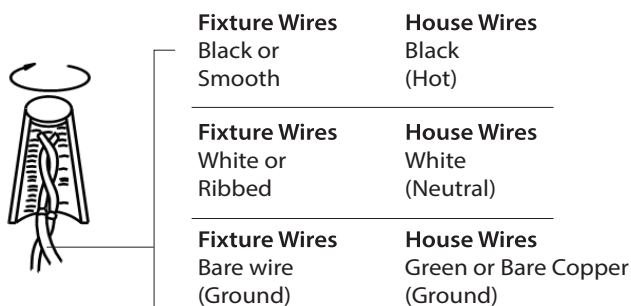 Fixture Wires House Wires
Black or Black
Smooth (Hot)
Fixture Wires House Wires
White or White
Ribbed (Neutral)
Fixture Wires House Wires
Bare wire Green or Bare Copper
(Ground) (Ground)